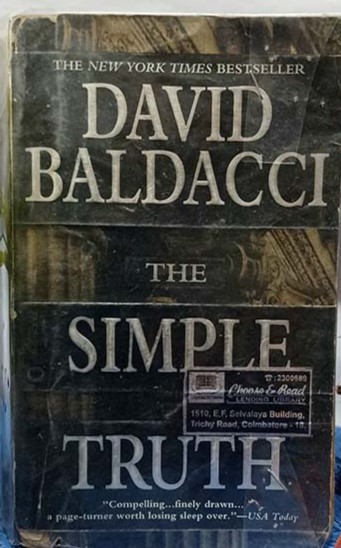 THE NEW YORK TIMES BESTSELLER
DAVID
BALDACCI
THE
SIMPLE
☎:2300989
Choose & Read
LENDING LIBRARY
1510, E,F, Selvalaya Building,
Trichy Road, Coimbatore - 18.
TRUTH
"Compelling...finely drawn...
a page-turner worth losing sleep over."—USA Today